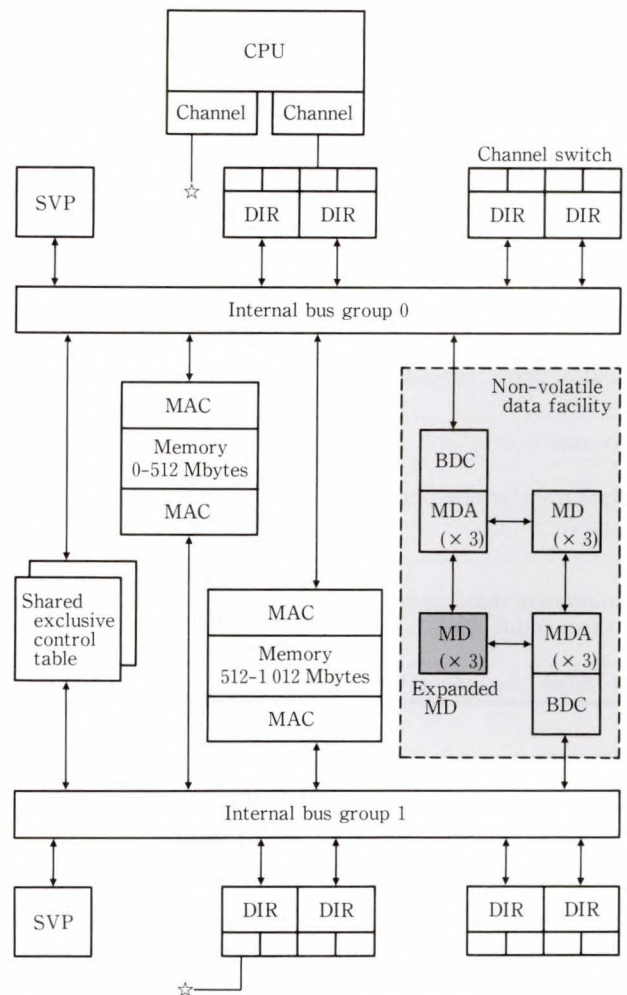 CPU
Channel
Channel
☆
Channel switch
SVP
DIR
DIR
DIR
DIR
Internal bus group 0
Non-volatile
data facility
MAC
Memory
0-512 Mbytes
MAC
BDC
MDA
(× 3)
MD
(× 3)
Shared
exclusive
control
table
MAC
Memory
512-1 012 Mbytes
MAC
MD
(× 3)
Expanded
MD
MDA
(× 3)
BDC
Internal bus group 1
SVP
DIR
DIR
DIR
DIR
☆